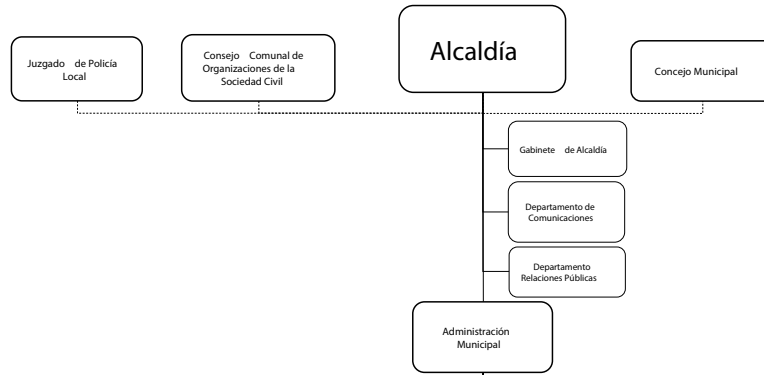 Juzgado de Policía
Local
Consejo Comunal de
Organizaciones de la
Sociedad Civil
Alcaldía
Concejo Municipal
Gabinete de Alcaldía
Departamento de
Comunicaciones
Departamento
Relaciones Públicas
Administración
Municipal